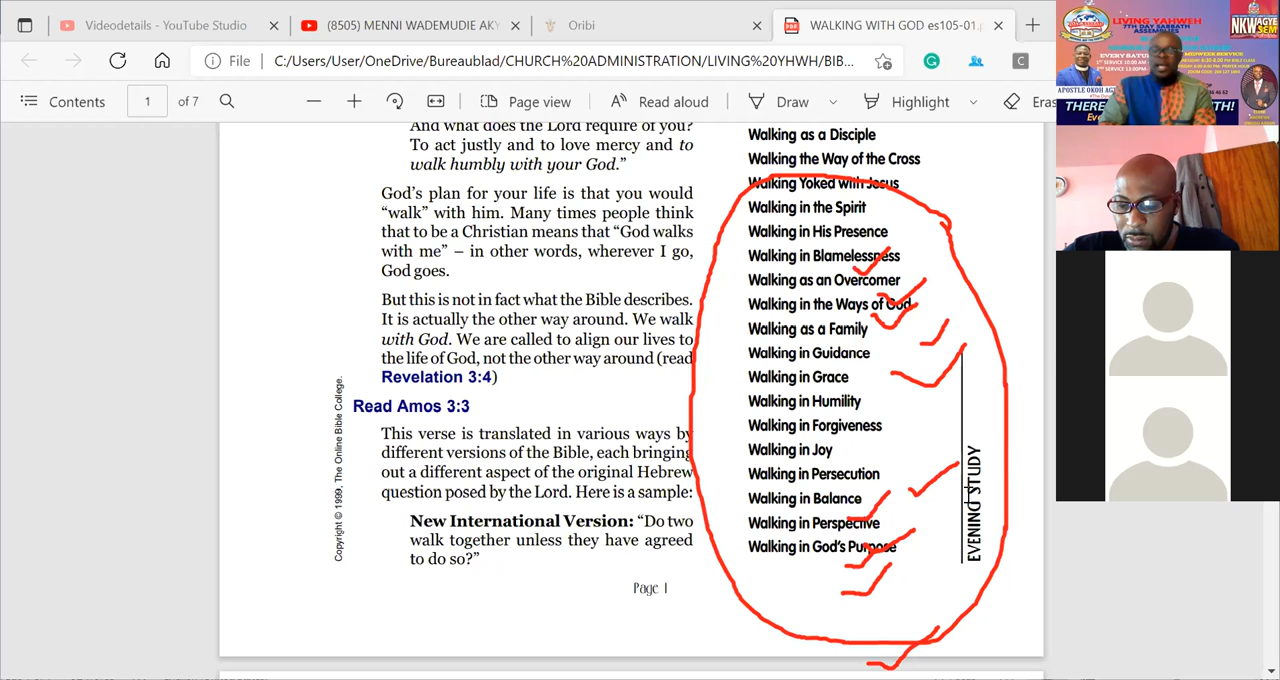 Videodetails - YouTube Studio
(8505) MENNI WADEMUDIE AKY
Oribi
WALKING WITH GOD es105-01.
File
C:/Users/User/OneDrive/Bureaublad/CHURCH%20ADMINISTRATION/LIVING%20YHWH/BIB...
Contents
1
of 7
Page view
Read aloud
Draw
Highlight
Eras
And what does the Lord require of you?
To act justly and to love mercy and to
walk humbly with your God.”
God’s plan for your life is that you would
“walk” with him. Many times people think
that to be a Christian means that “God walks
with me” – in other words, wherever I go,
God goes.
But this is not in fact what the Bible describes.
It is actually the other way around. We walk
with God. We are called to align our lives to
the life of God, not the other way around (read
Revelation 3:4)
Read Amos 3:3
This verse is translated in various ways by
different versions of the Bible, each bringing
out a different aspect of the original Hebrew
question posed by the Lord. Here is a sample:
New International Version: “Do two
walk together unless they have agreed
to do so?”
Copyright © 1999, The Online Bible College.
Page 1
Walking as a Disciple
Walking the Way of the Cross
Walking Yoked with Jesus
Walking in the Spirit
Walking in His Presence
Walking in Blamelessness
Walking as an Overcomer
Walking in the Ways of God
Walking as a Family
Walking in Guidance
Walking in Grace
Walking in Humility
Walking in Forgiveness
Walking in Joy
Walking in Persecution
Walking in Balance
Walking in Perspective
Walking in God’s Purpose
EVENING STUDY
LIVING YAHWEH
7TH DAY SABBATH
ASSEMBLIES
NKWAGYE
SEM